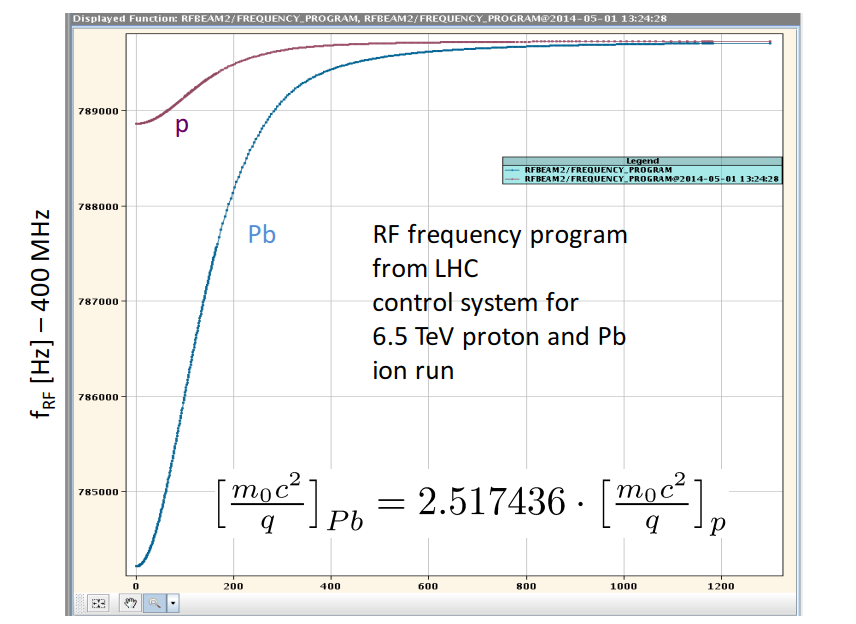 Displayed Function: RFBEAM2/FREQUENCY_PROGRAM, RFBEAM2/FREQUENCY_PROGRAM@2014-05-01 13:24:28
789000
788000
787000
786000
785000
f_RF [Hz] – 400 MHz
p
Pb
Legend
RFBEAM2/FREQUENCY_PROGRAM
RFBEAM2/FREQUENCY_PROGRAM@2014-05-01 13:24:28
RF frequency program
from LHC
control system for
6.5 TeV proton and Pb
ion run
[m₀c²/q]_Pb = 2.517436 · [m₀c²/q]_p
0 200 400 600 800 1000 1200